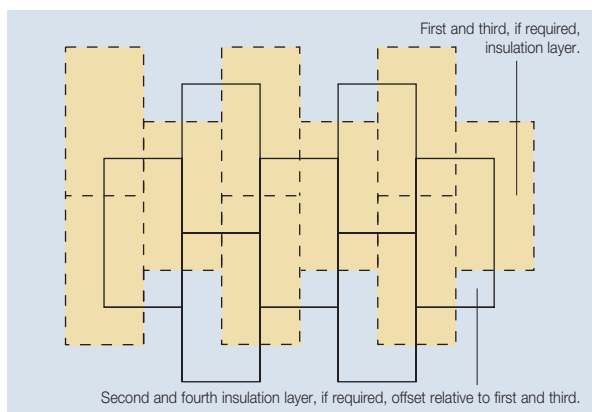 First and third, if required,
insulation layer.
Second and fourth insulation layer, if required, offset relative to first and third.